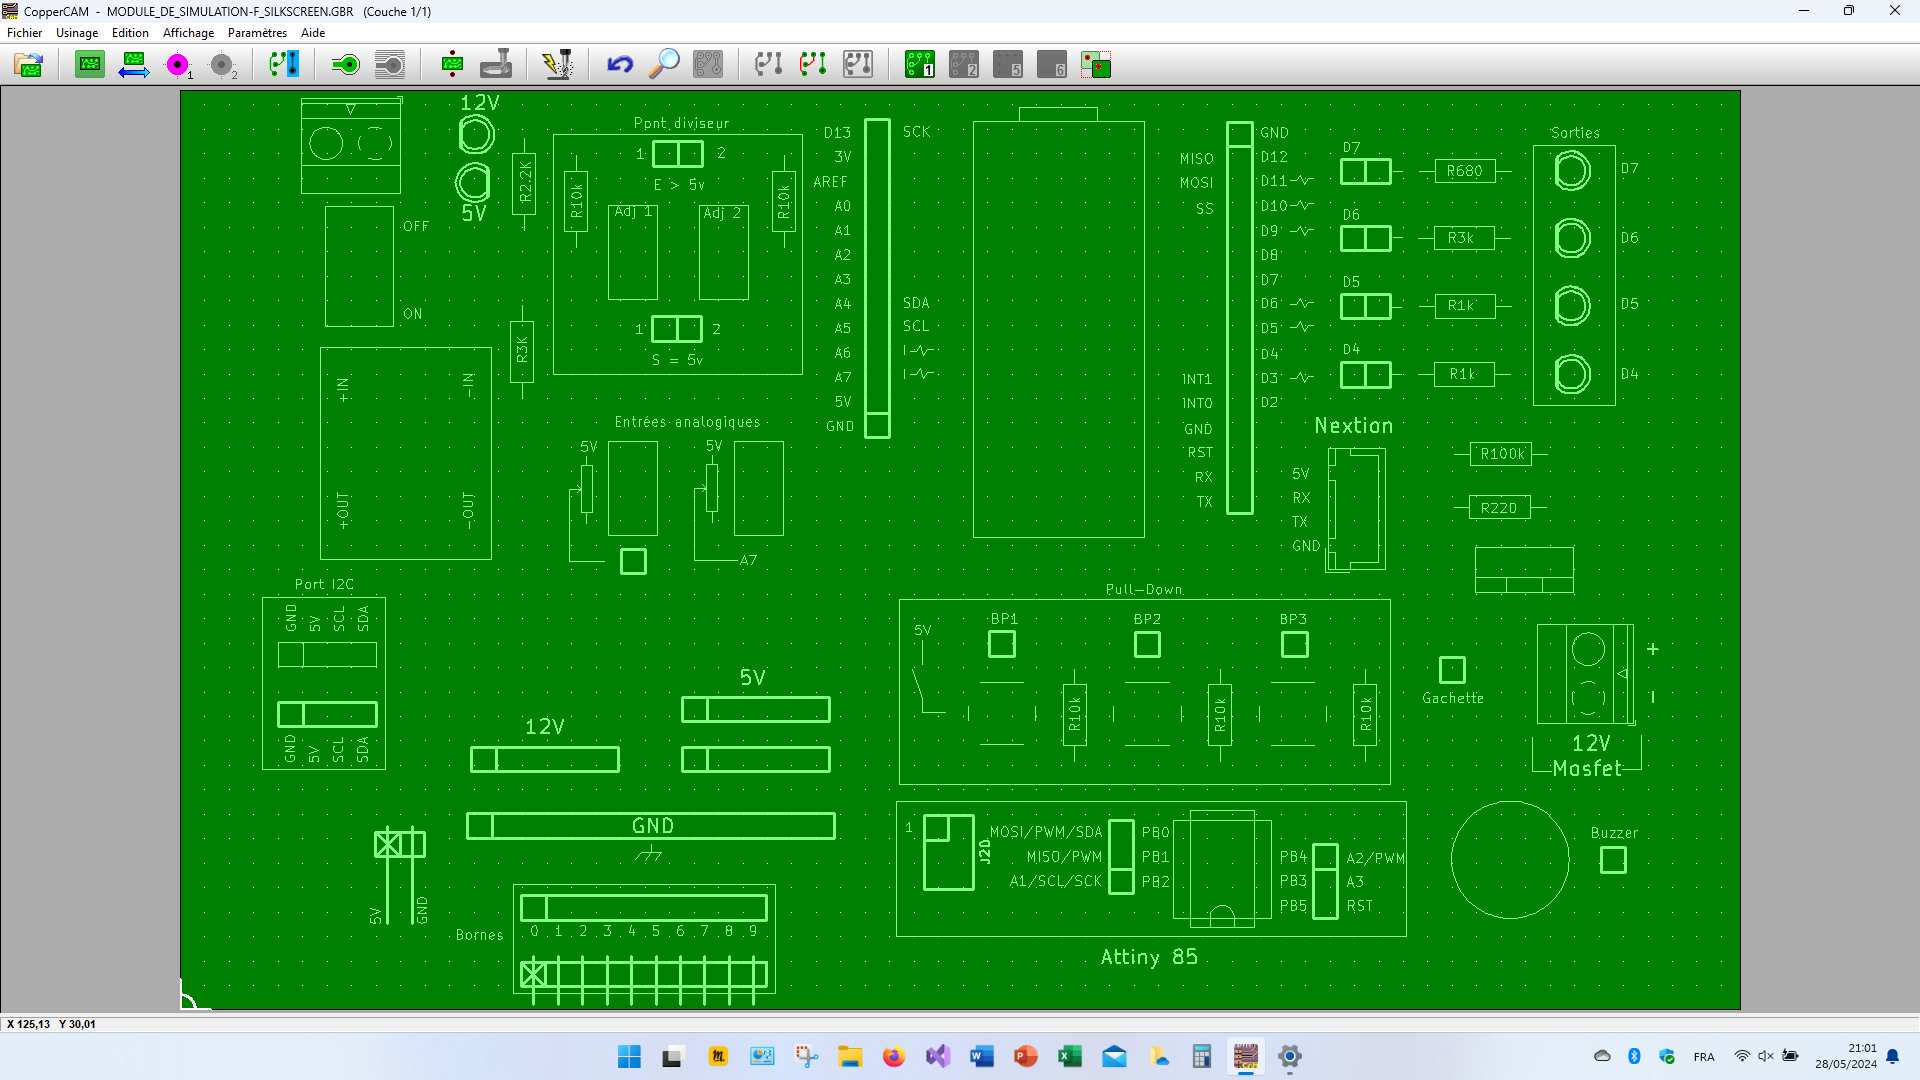 CopperCAM - MODULE_DE_SIMULATION-F_SILKSCREEN.GBR (Couche 1/1)
Fichier Usinage Edition Affichage Paramètres Aide
1 2 1 2 5 6
12V
5V
OFF
ON
R2.2K
R3K
+IN
-IN
+OUT
-OUT
Pont diviseur
1 2
E > 5v
R10k
Adj 1
Adj 2
R10k
1 2
S = 5v
D13 SCK
3V
AREF
A0
A1
A2
A3
A4 SDA
A5 SCL
A6
A7
5V
GND
Entrées analogiques
5V
5V
A7
GND
MISO D12
MOSI D11
SS D10
D9
D8
D7
D6
D5
D4
INT1 D3
INT0 D2
GND
RST
RX
TX
D7
R680
D6
R3k
D5
R1k
D4
R1k
Sorties
D7
D6
D5
D4
Nextion
5V
RX
TX
GND
R100k
R220
Port I2C
GND 5V SCL SDA
GND 5V SCL SDA
12V
5V
GND
5V GND
Bornes
0 1 2 3 4 5 6 7 8 9
Pull-Down
5V
BP1
BP2
BP3
R10k
R10k
R10k
Gachette
+
-
12V
Mosfet
1
J20
MOSI/PWM/SDA PB0
MISO/PWM PB1
A1/SCL/SCK PB2
PB4 A2/PWM
PB3 A3
PB5 RST
Attiny 85
Buzzer
X 125,13 Y 30,01
FRA
21:01
28/05/2024